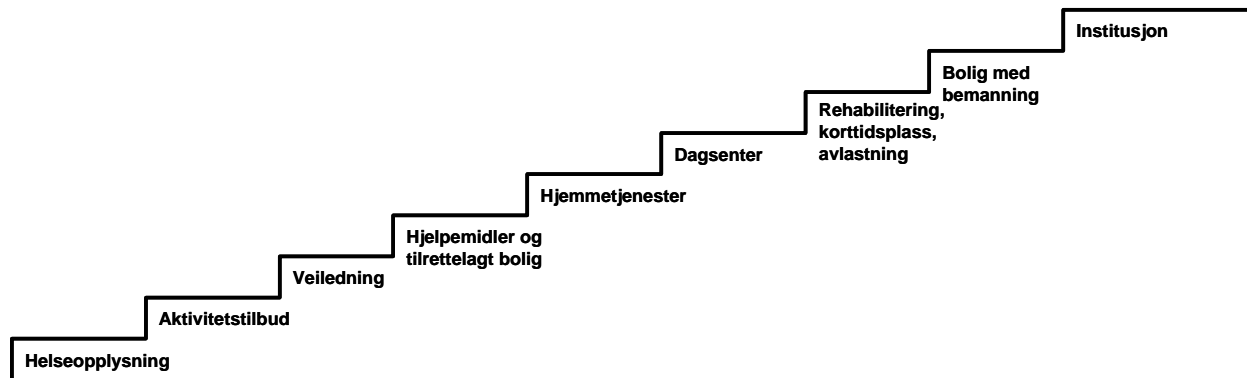 Institusjon
Bolig med
bemanning
Rehabilitering,
korttidsplass,
avlastning
Dagsenter
Hjemmetjenester
Hjelpemidler og
tilrettelagt bolig
Veiledning
Aktivitetstilbud
Helseopplysning